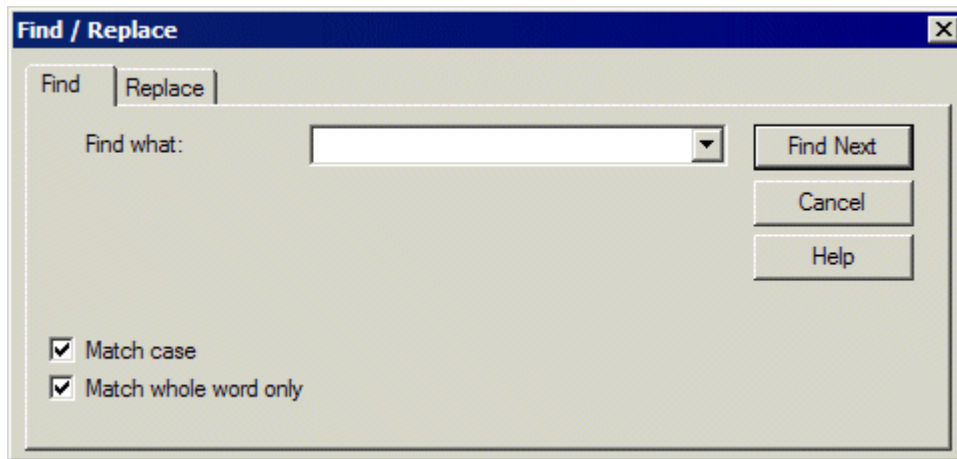 Find / Replace
Find Replace
Find what: Find Next
Cancel
Help
Match case
Match whole word only